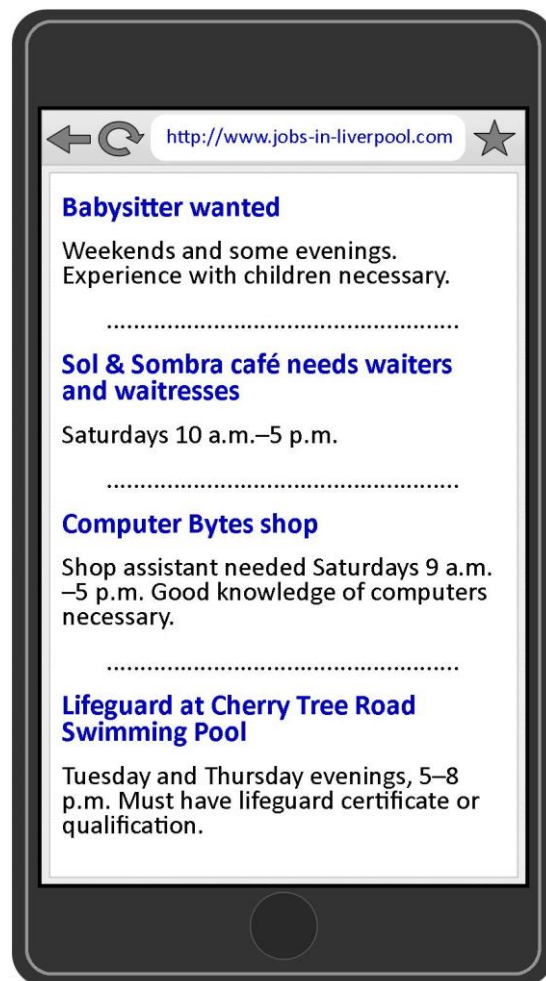 http://www.jobs-in-liverpool.com
Babysitter wanted
Weekends and some evenings.
Experience with children necessary.
Sol & Sombra café needs waiters
and waitresses
Saturdays 10 a.m.–5 p.m.
Computer Bytes shop
Shop assistant needed Saturdays 9 a.m.
–5 p.m. Good knowledge of computers
necessary.
Lifeguard at Cherry Tree Road
Swimming Pool
Tuesday and Thursday evenings, 5–8
p.m. Must have lifeguard certificate or
qualification.